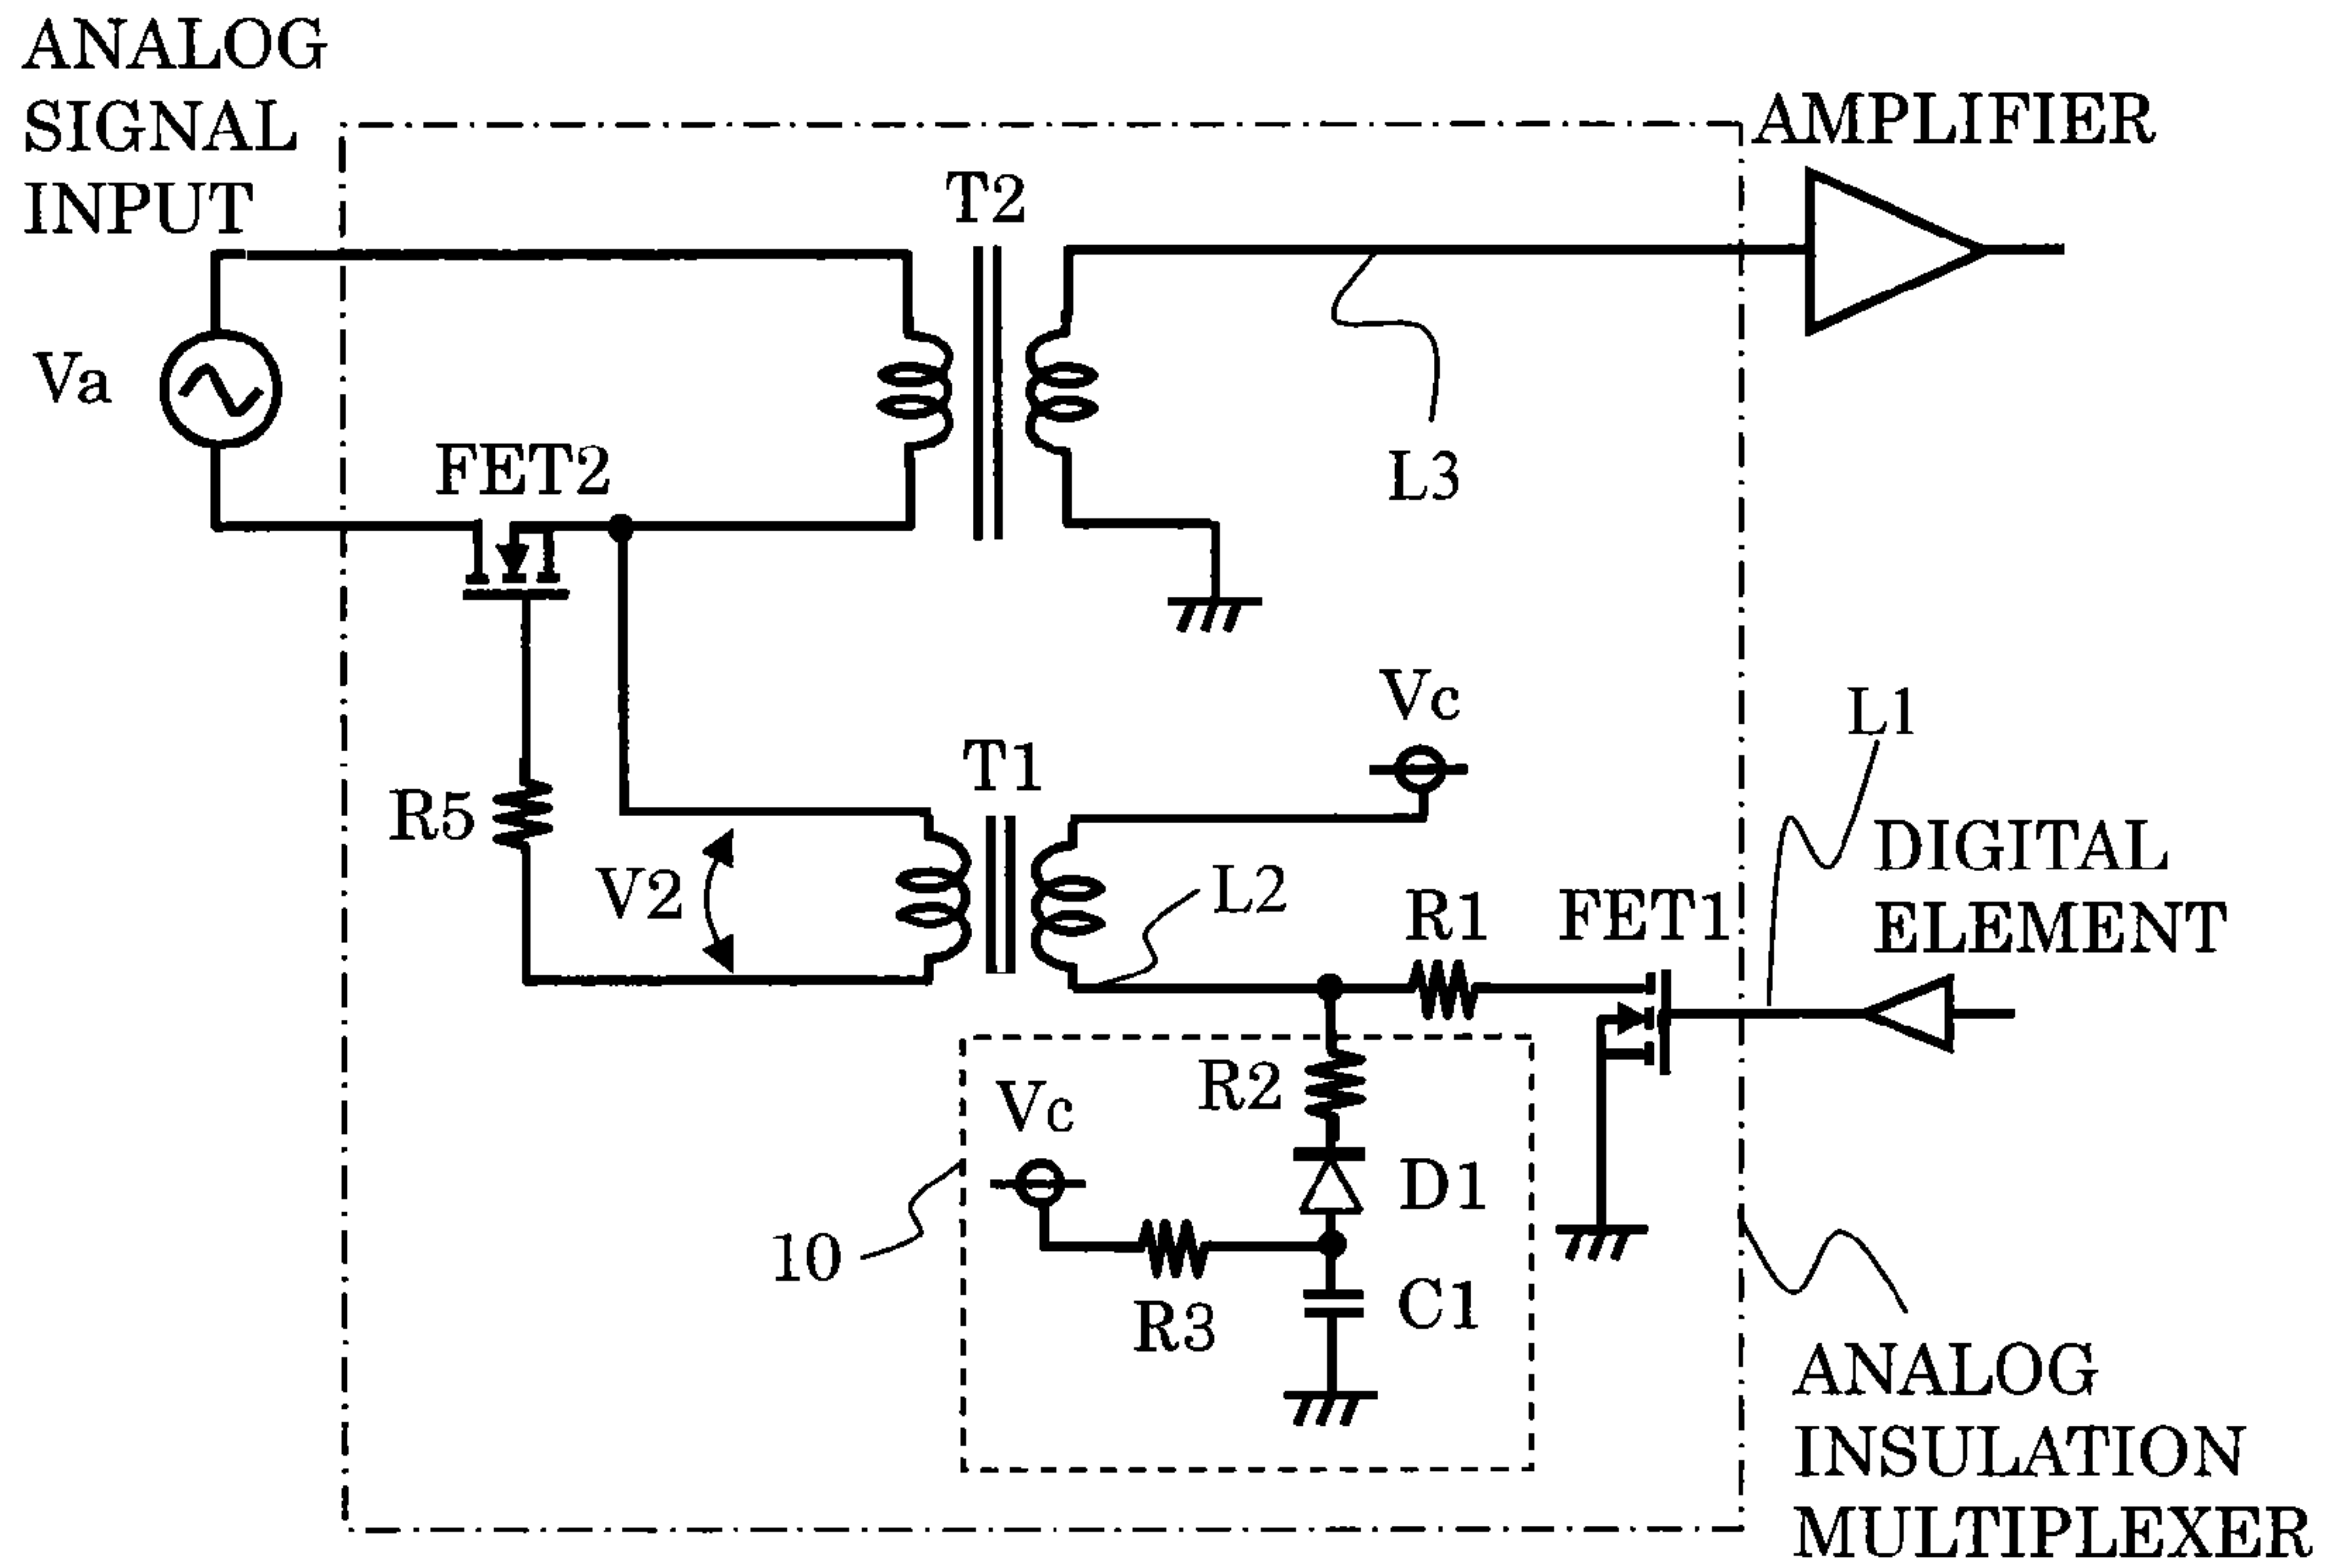 ANALOG
SIGNAL
INPUT
AMPLIFIER
T2
Va
FET2
L3
Vc
L1
T1
R5
DIGITAL
ELEMENT
V2
L2
R1
FET1
R2
Vc
D1
10
R3
C1
ANALOG
INSULATION
MULTIPLEXER